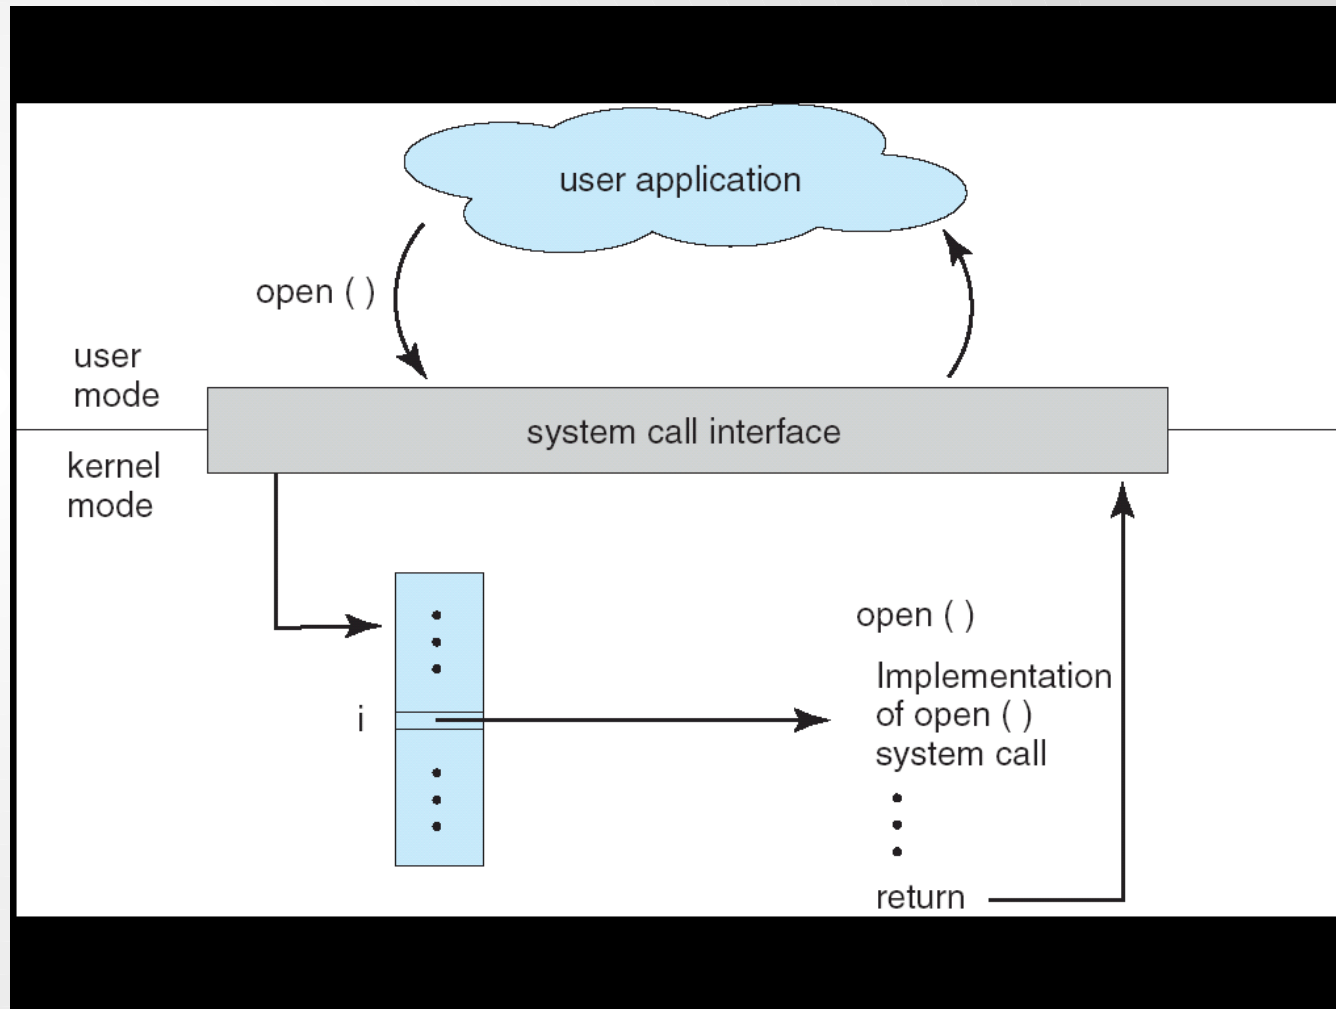 user application
open ( )
user
mode
system call interface
kernel
mode
open ( )
Implementation
i
of open ( )
system call
return